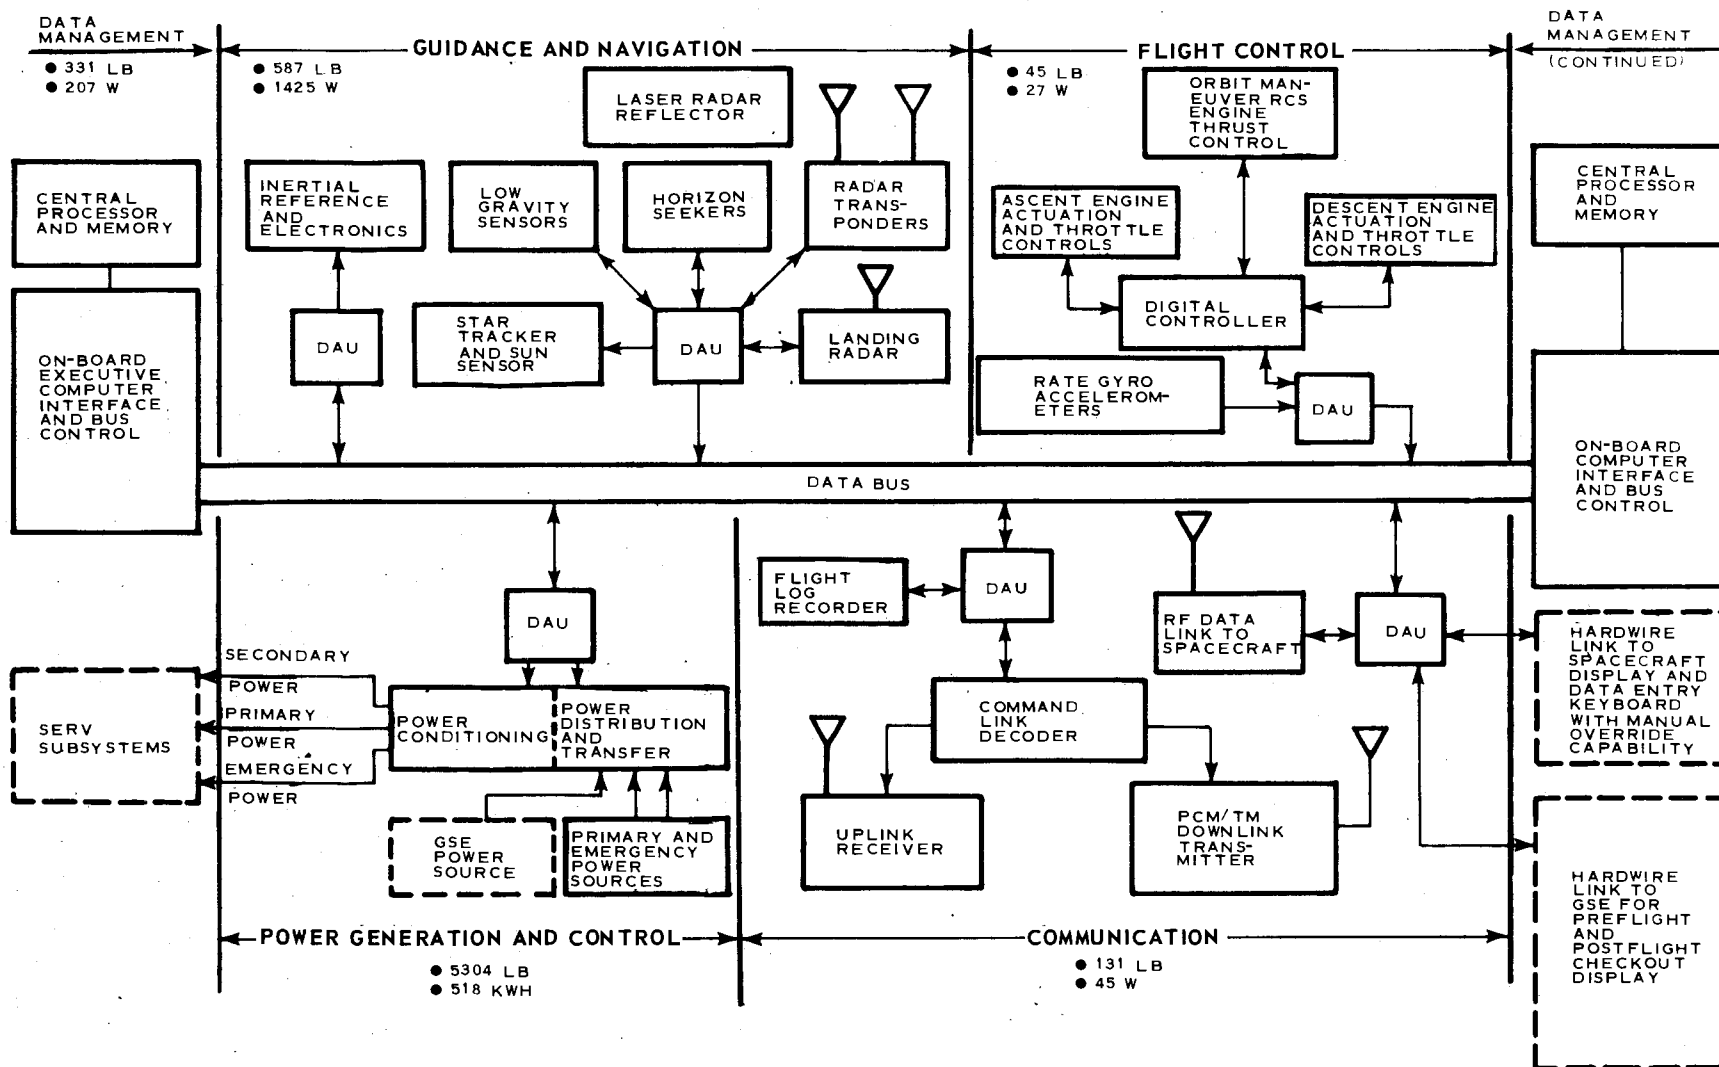 DATA
MANAGEMENT
● 331 LB
● 207 W
GUIDANCE AND NAVIGATION
● 587 LB
● 1425 W
FLIGHT CONTROL
● 45 LB
● 27 W
DATA
MANAGEMENT
(CONTINUED)
CENTRAL
PROCESSOR
AND MEMORY
ON-BOARD
EXECUTIVE
COMPUTER
INTERFACE
AND BUS
CONTROL
LASER RADAR
REFLECTOR
INERTIAL
REFERENCE
AND
ELECTRONICS
LOW
GRAVITY
SENSORS
HORIZON
SEEKERS
RADAR
TRANS-
PONDERS
DAU
STAR
TRACKER
AND SUN
SENSOR
DAU
LANDING
RADAR
ORBIT MAN-
EUVER RCS
ENGINE
THRUST
CONTROL
ASCENT ENGINE
ACTUATION
AND THROTTLE
CONTROLS
DESCENT ENGINE
ACTUATION
AND THROTTLE
CONTROLS
DIGITAL
CONTROLLER
RATE GYRO
ACCELEROM-
ETERS
DAU
CENTRAL
PROCESSOR
AND
MEMORY
ON-BOARD
COMPUTER
INTERFACE
AND BUS
CONTROL
DATA BUS
DAU
SECONDARY
POWER
PRIMARY
POWER
EMERGENCY
POWER
SERV
SUBSYSTEMS
POWER
CONDITIONING
POWER
DISTRIBUTION
AND
TRANSFER
GSE
POWER
SOURCE
PRIMARY AND
EMERGENCY
POWER
SOURCES
FLIGHT
LOG
RECORDER
DAU
RF DATA
LINK TO
SPACECRAFT
DAU
COMMAND
LINK
DECODER
UPLINK
RECEIVER
PCM/TM
DOWNLINK
TRANS-
MITTER
HARDWIRE
LINK TO
SPACECRAFT
DISPLAY AND
DATA ENTRY
KEYBOARD
WITH MANUAL
OVERRIDE
CAPABILITY
HARDWIRE
LINK TO
GSE FOR
PREFLIGHT
AND
POSTFLIGHT
CHECKOUT
DISPLAY
POWER GENERATION AND CONTROL
● 5304 LB
● 518 KWH
COMMUNICATION
● 131 LB
● 45 W